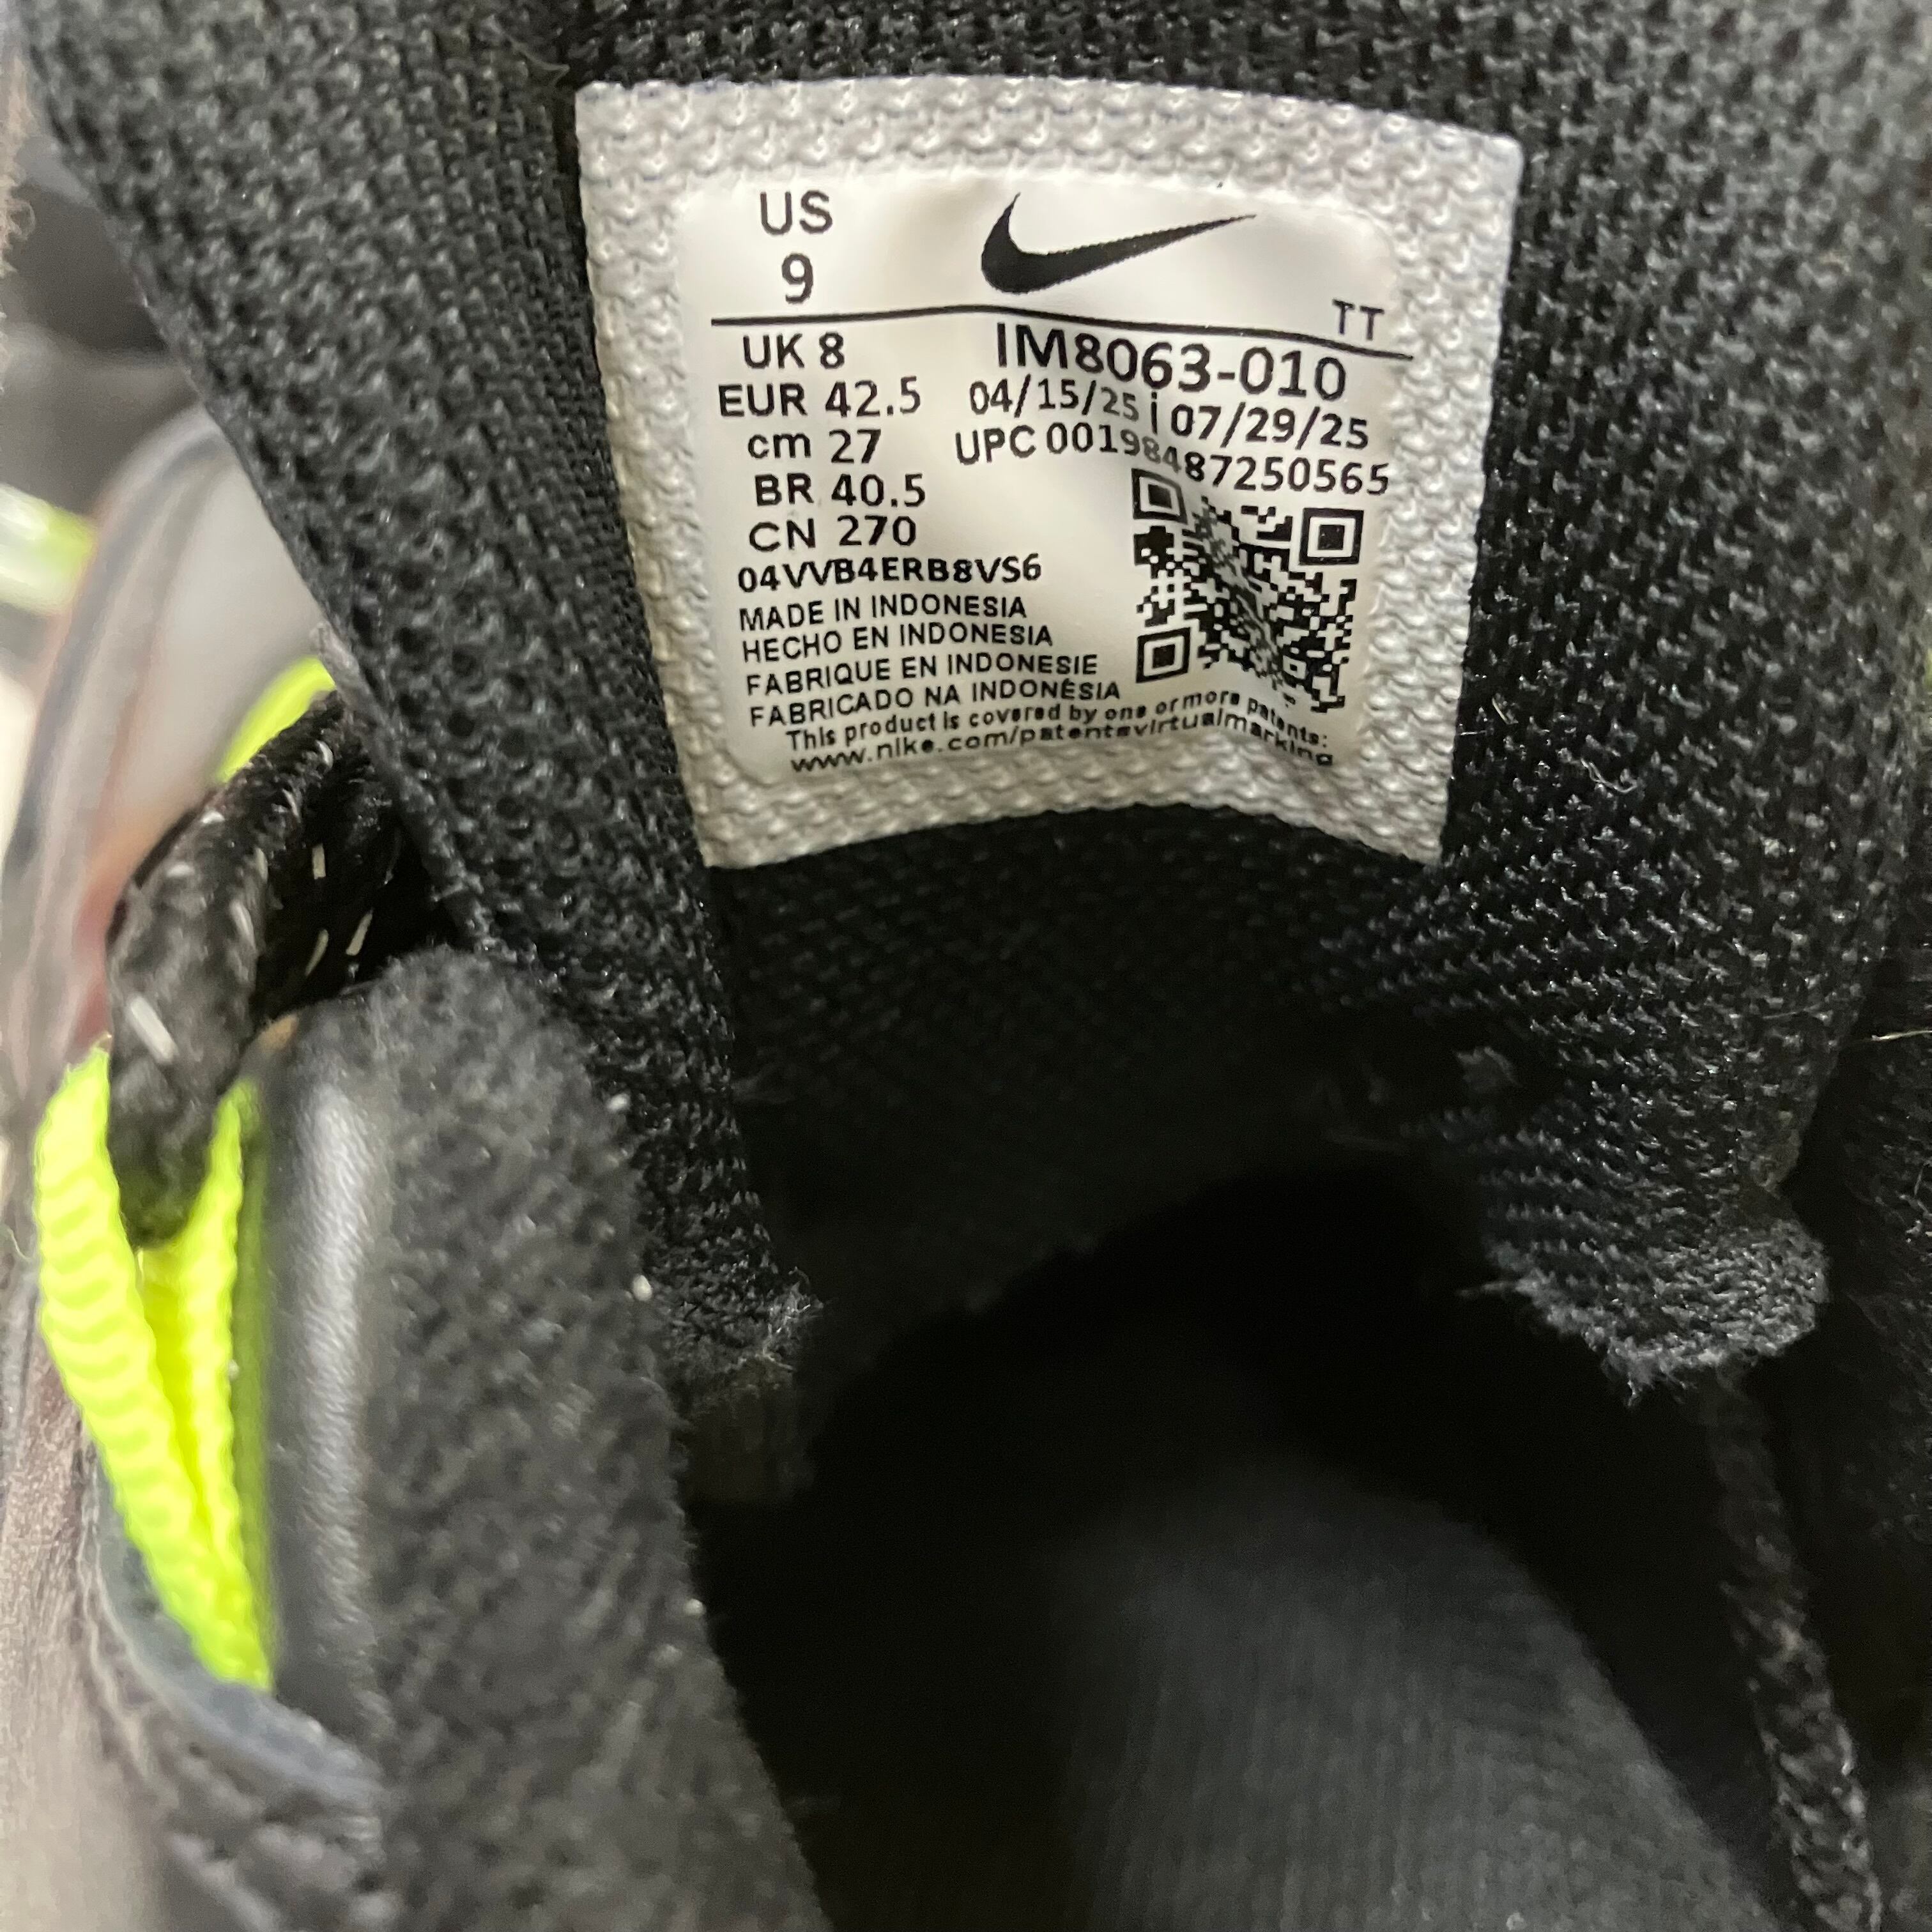 US
9
TT
UK 8
EUR 42.5
cm 27
BR 40.5
CN 270
IM8063-010
04/15/25 | 07/29/25
UPC 00198487250565
04VVB4ERB8VS6
MADE IN INDONESIA
HECHO EN INDONESIA
FABRIQUE EN INDONESIE
FABRICADO NA INDONÉSIA
This product is covered by one or more patents:
www.nike.com/patentsvirtualmarking